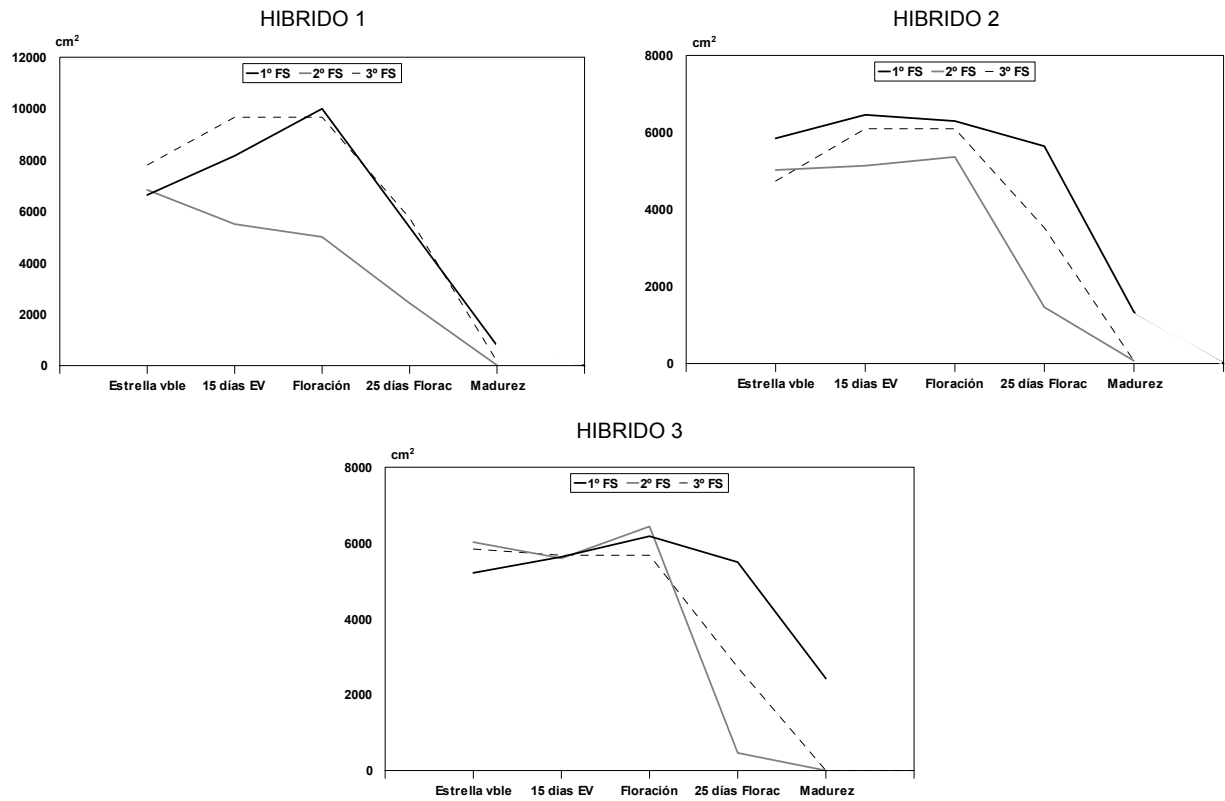 HIBRIDO 1
cm²
12000
10000
8000
6000
4000
2000
0
1º FS 2º FS 3º FS
Estrella vble 15 días EV Floración 25 días Florac Madurez
HIBRIDO 2
cm²
8000
6000
4000
2000
0
1º FS 2º FS 3º FS
Estrella vble 15 días EV Floración 25 días Florac Madurez
HIBRIDO 3
cm²
8000
6000
4000
2000
0
1º FS 2º FS 3º FS
Estrella vble 15 días EV Floración 25 días Florac Madurez